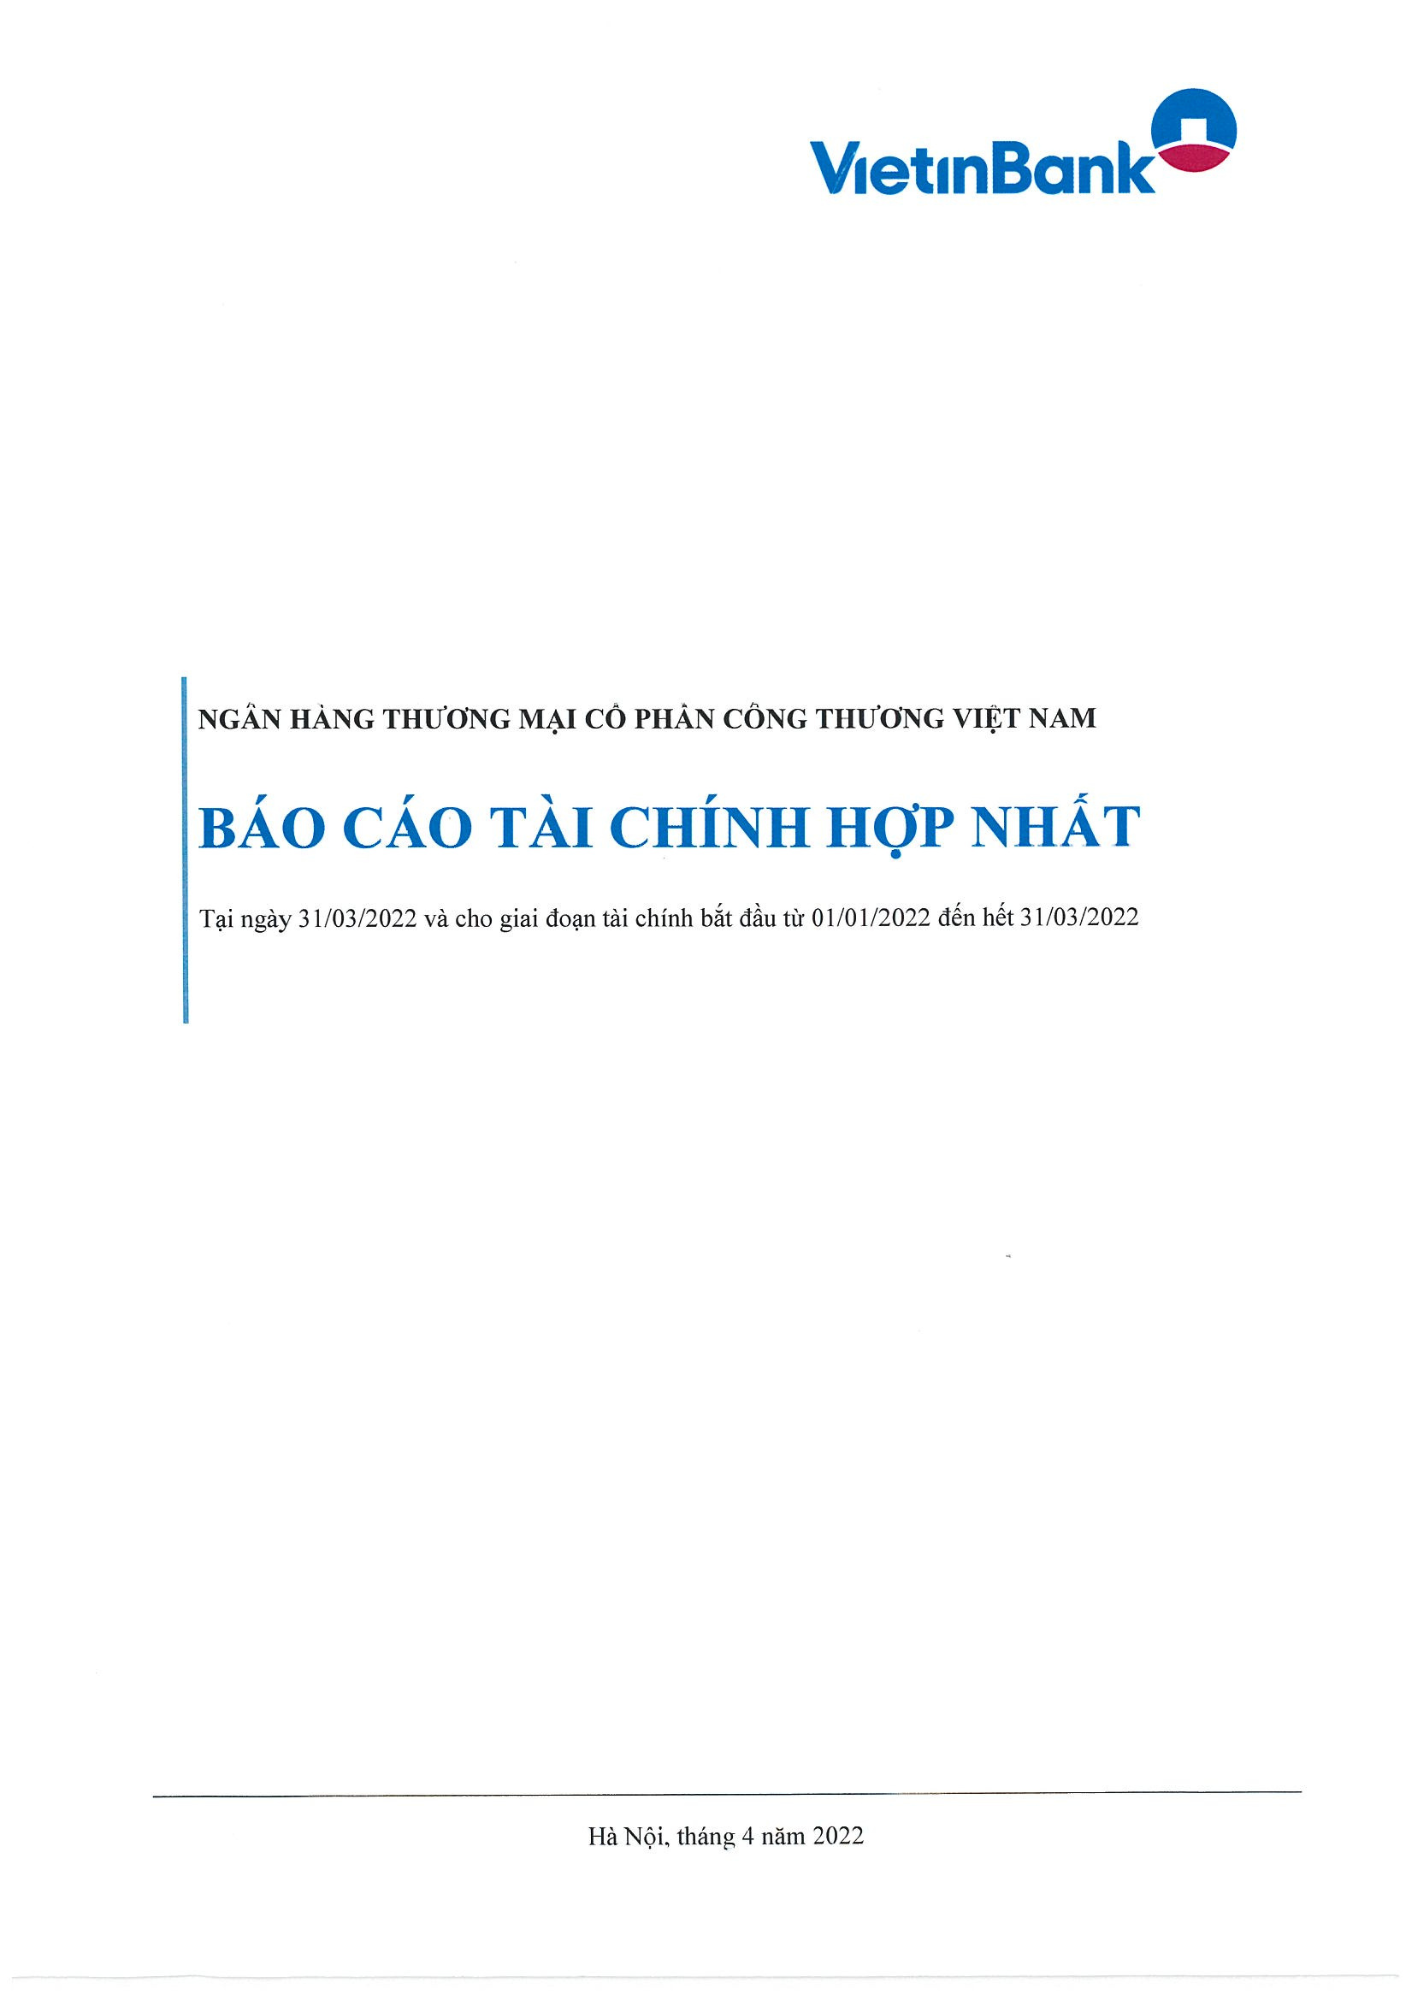 VietinBank
NGÂN HÀNG THƯƠNG MẠI CỔ PHẦN CÔNG THƯƠNG VIỆT NAM
BÁO CÁO TÀI CHÍNH HỢP NHẤT
Tại ngày 31/03/2022 và cho giai đoạn tài chính bắt đầu từ 01/01/2022 đến hết 31/03/2022
Hà Nội, tháng 4 năm 2022